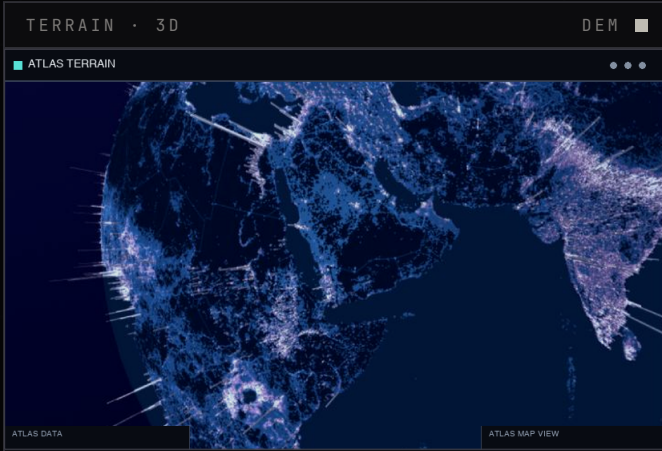 TERRAIN · 3D
DEM
ATLAS TERRAIN
ATLAS DATA
ATLAS MAP VIEW